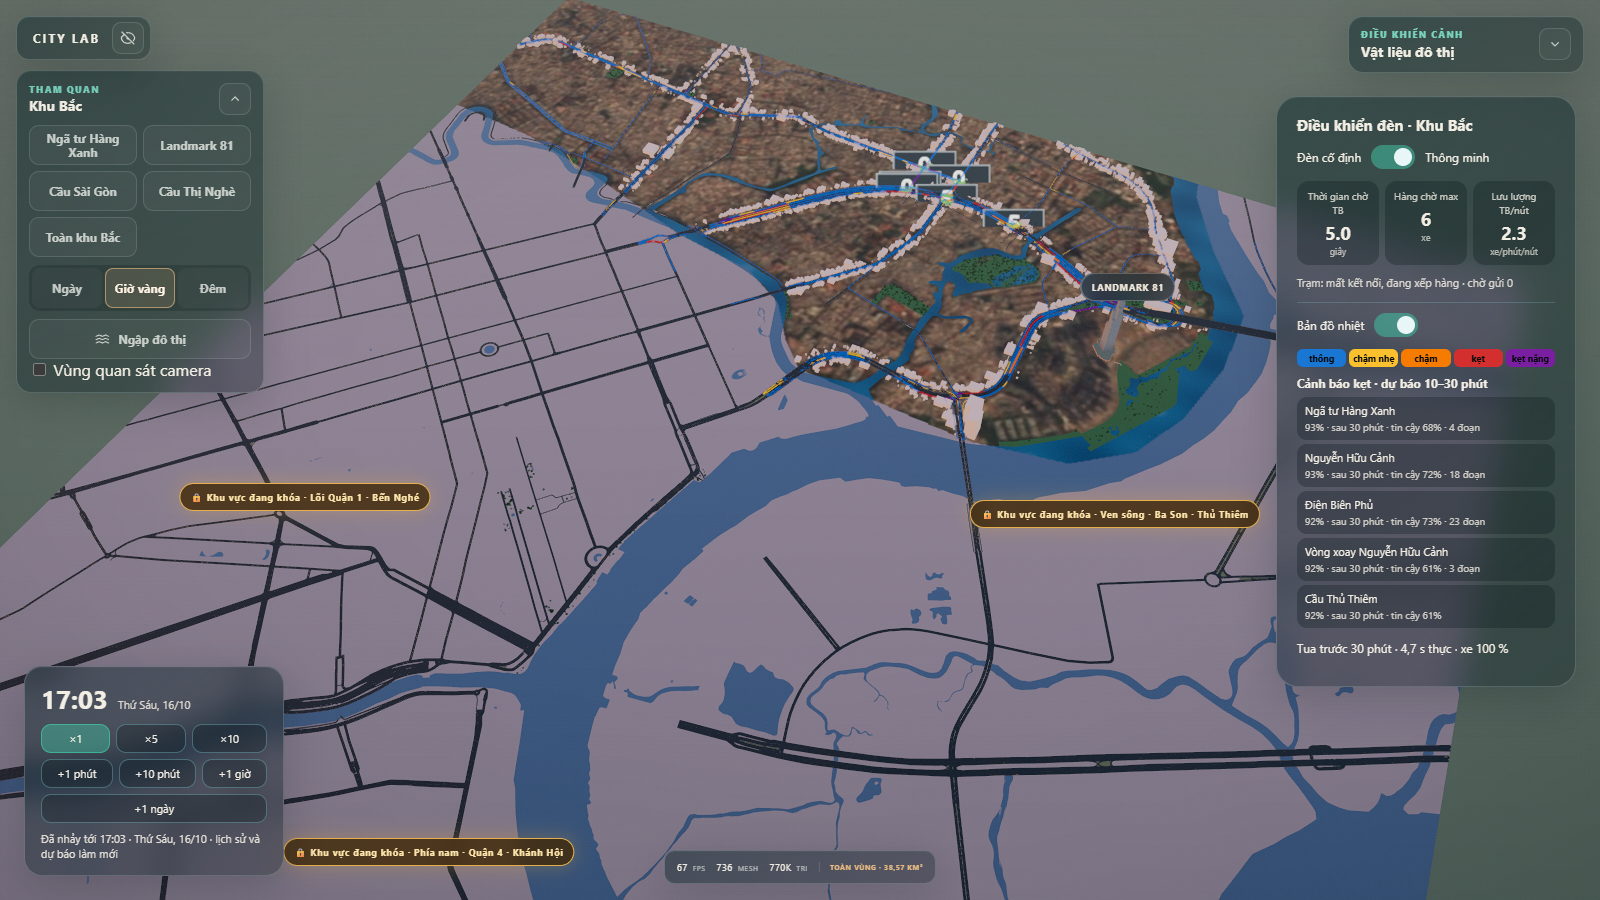 CITY LAB
THAM QUAN
Khu Bắc
Ngã tư Hàng
Xanh
Landmark 81
Cầu Sài Gòn
Cầu Thị Nghè
Toàn khu Bắc
Ngày
Giờ vàng
Đêm
Ngập đô thị
Vùng quan sát camera
ĐIỀU KHIỂN CẢNH
Vật liệu đô thị
Điều khiển đèn · Khu Bắc
Đèn cố định
Thông minh
Thời gian chờ
TB
5.0
giây
Hàng chờ max
6
xe
Lưu lượng
TB/nút
2.3
xe/phút/nút
Trạm: mất kết nối, đang xếp hàng · chờ gửi 0
Bản đồ nhiệt
thông
chậm nhẹ
chậm
kẹt
kẹt nặng
Cảnh báo kẹt · dự báo 10–30 phút
Ngã tư Hàng Xanh
93% · sau 30 phút · tin cậy 68% · 4 đoạn
Nguyễn Hữu Cảnh
93% · sau 30 phút · tin cậy 72% · 18 đoạn
Điện Biên Phủ
92% · sau 30 phút · tin cậy 73% · 23 đoạn
Vòng xoay Nguyễn Hữu Cảnh
92% · sau 30 phút · tin cậy 61% · 3 đoạn
Cầu Thủ Thiêm
92% · sau 30 phút · tin cậy 61%
Tua trước 30 phút · 4,7 s thực · xe 100 %
LANDMARK 81
Khu vực đang khóa · Lõi Quận 1 · Bến Nghé
Khu vực đang khóa · Ven sông · Ba Son · Thủ Thiêm
Khu vực đang khóa · Phía nam · Quận 4 · Khánh Hội
17:03
Thứ Sáu, 16/10
×1
×5
×10
+1 phút
+10 phút
+1 giờ
+1 ngày
Đã nhảy tới 17:03 · Thứ Sáu, 16/10 · lịch sử và
dự báo làm mới
67 FPS
736 MESH
770K TRI
TOÀN VÙNG · 38,57 KM²